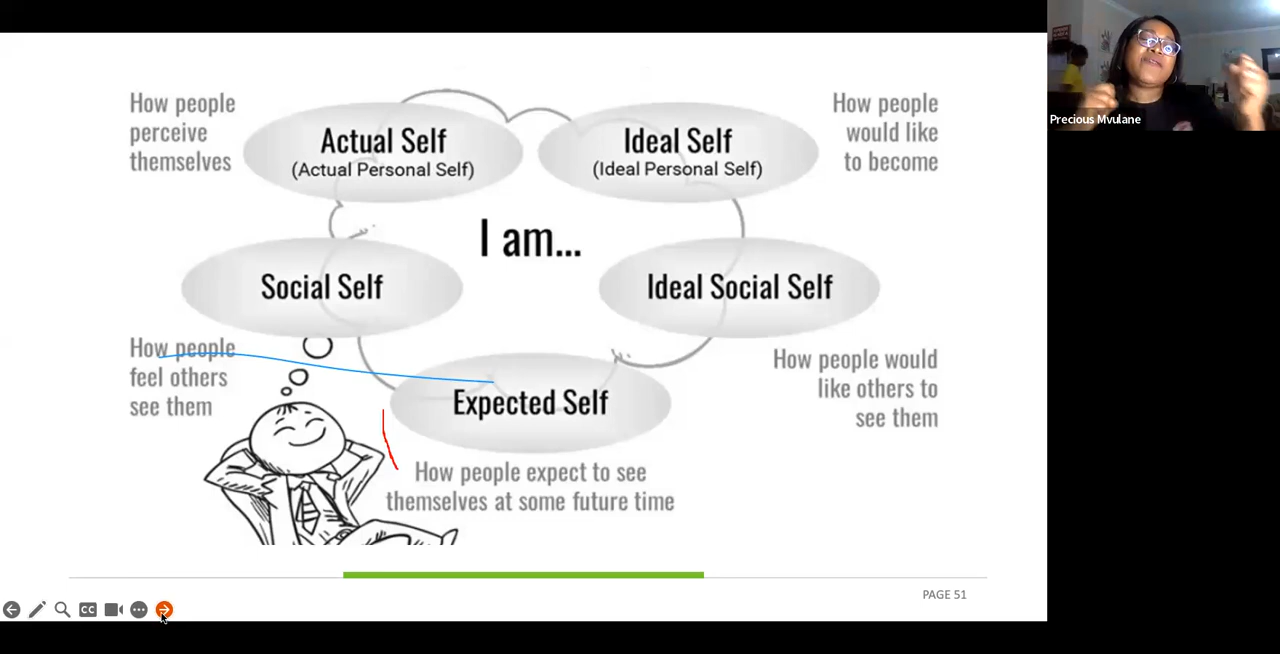 How people
perceive
themselves
Actual Self
(Actual Personal Self)
Ideal Self
(Ideal Personal Self)
How people
would like
to become
I am...
Social Self
Ideal Social Self
How people
feel others
see them
Expected Self
How people would
like others to
see them
How people expect to see
themselves at some future time
PAGE 51
CC
Precious Mvulane